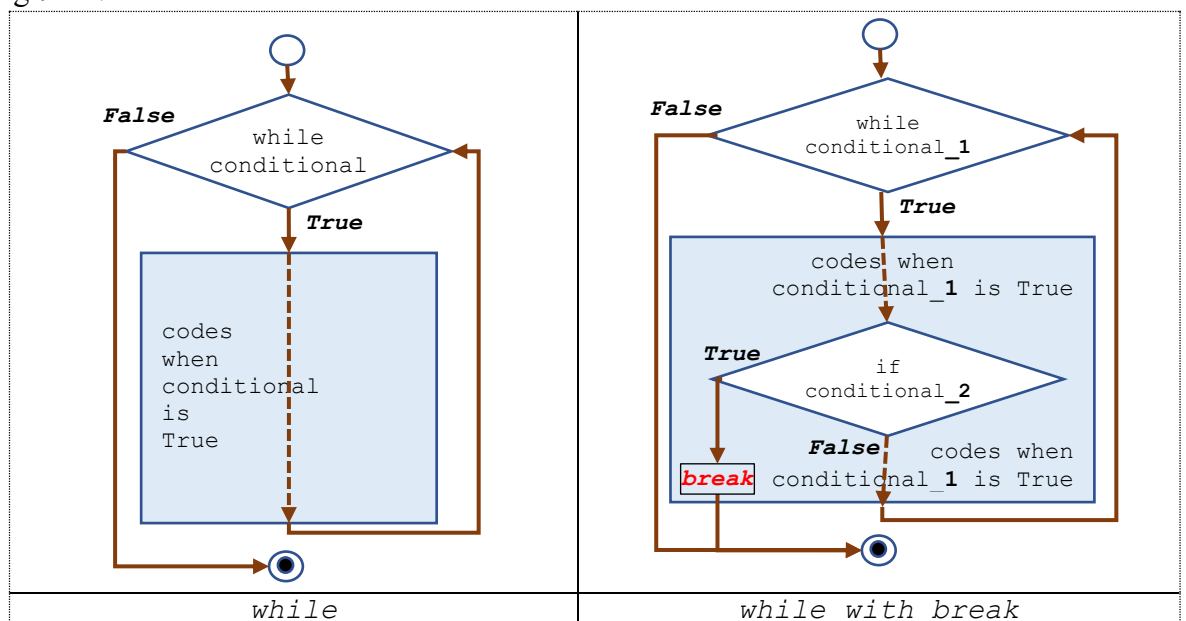 False
while
conditional
True
codes
when
conditional
is
True
while
False
while
conditional_1
True
codes when
conditional_1 is True
True
if
conditional_2
False
codes when
break
conditional_1 is True
while with break